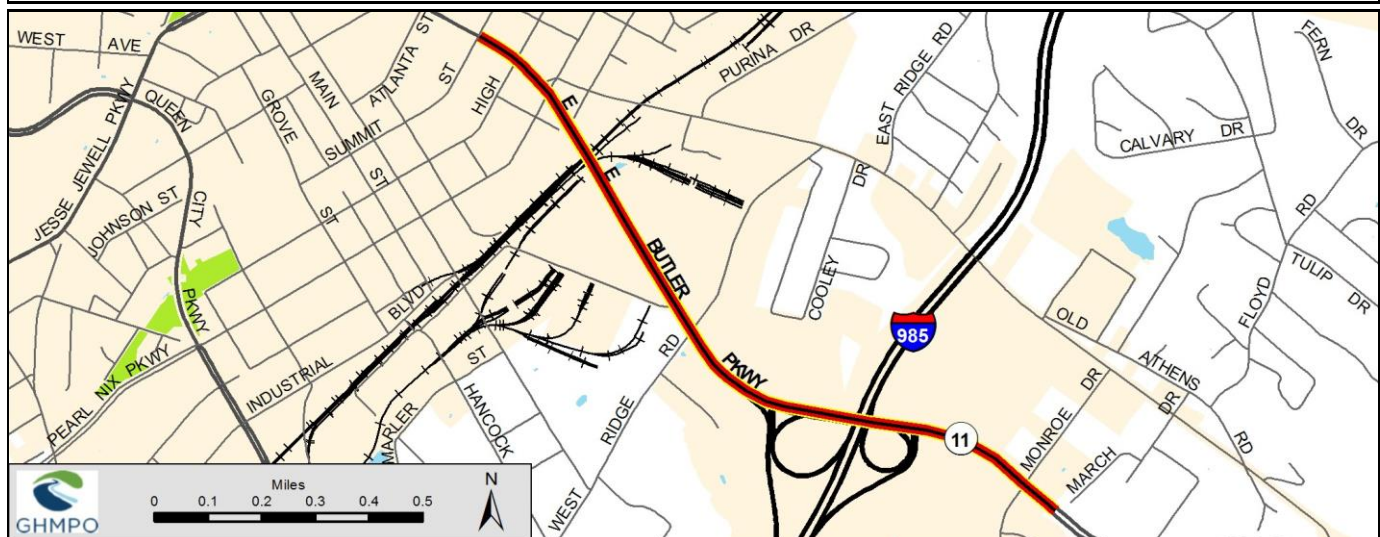 WEST AVE
JESSE JEWELL PKWY
QUEEN CITY PKWY
JOHNSON ST
GROVE ST
MAIN ST
SUMMIT ST
ATLANTA ST
HIGH
PURINA DR
EAST RIDGE RD
COOLEY DR
CALVARY DR
FERN DR
FLOYD RD
TULIP DR
OLD
ATHENS RD
E E BUTLER PKWY
985
11
MONROE DR
MARCH DR
WEST RIDGE RD
HANCOCK
MARLER ST
INDUSTRIAL BLVD
PEARL NIX PKWY
GHMPO
Miles
0 0.1 0.2 0.3 0.4 0.5
N